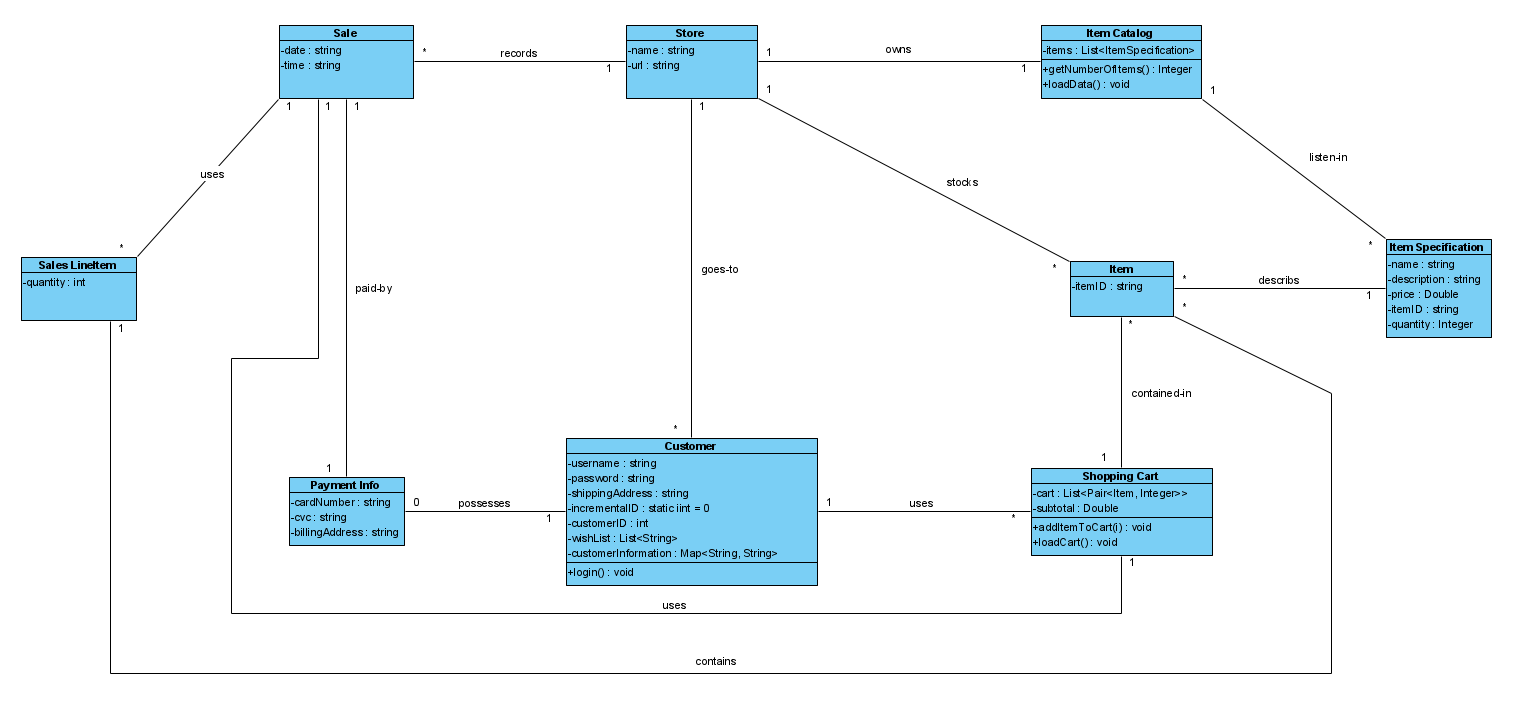 Sale
-date : string
-time : string
* records 1
Store
-name : string
-url : string
1 owns 1
Item Catalog
-items : List<ItemSpecification>
+getNumberOfItems() : Integer
+loadData() : void
1
1
1
1
1
1
uses
stocks
listen-in
*
Sales LineItem
-quantity : int
1
paid-by
goes-to
*
Item
-itemID : string
*
describs
1
*
*
*
Item Specification
-name : string
-description : string
-price : Double
-itemID : string
-quantity : Integer
contained-in
1
Payment Info
-cardNumber : string
-cvc : string
-billingAddress : string
0 possesses 1
*
Customer
-username : string
-password : string
-shippingAddress : string
-incrementalID : static iint = 0
-customerID : int
-wishList : List<String>
-customerInformation : Map<String, String>
+login() : void
1 uses *
1
Shopping Cart
-cart : List<Pair<Item, Integer>>
-subtotal : Double
+addItemToCart(i) : void
+loadCart() : void
1
uses
contains